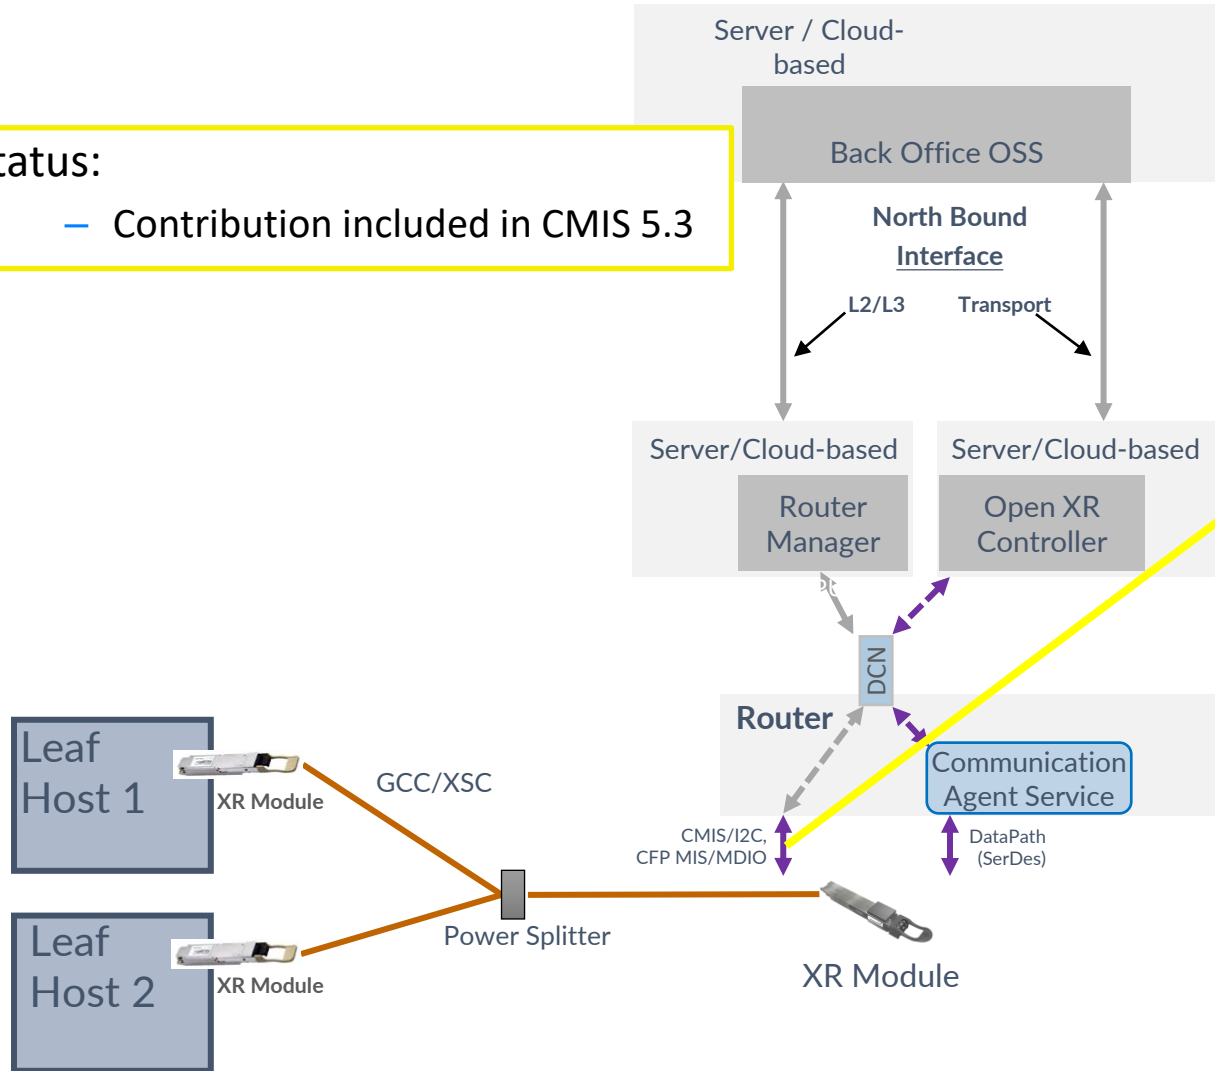 Server / Cloud-
based
Back Office OSS
tatus:
– Contribution included in CMIS 5.3
North Bound
Interface
L2/L3
Transport
Server/Cloud-based
Server/Cloud-based
Router
Manager
Open XR
Controller
DCN
Router
Leaf
Host 1
XR Module
GCC/XSC
Communication
Agent Service
CMIS/I2C,
CFP MIS/MDIO
DataPath
(SerDes)
Power Splitter
Leaf
Host 2
XR Module
XR Module